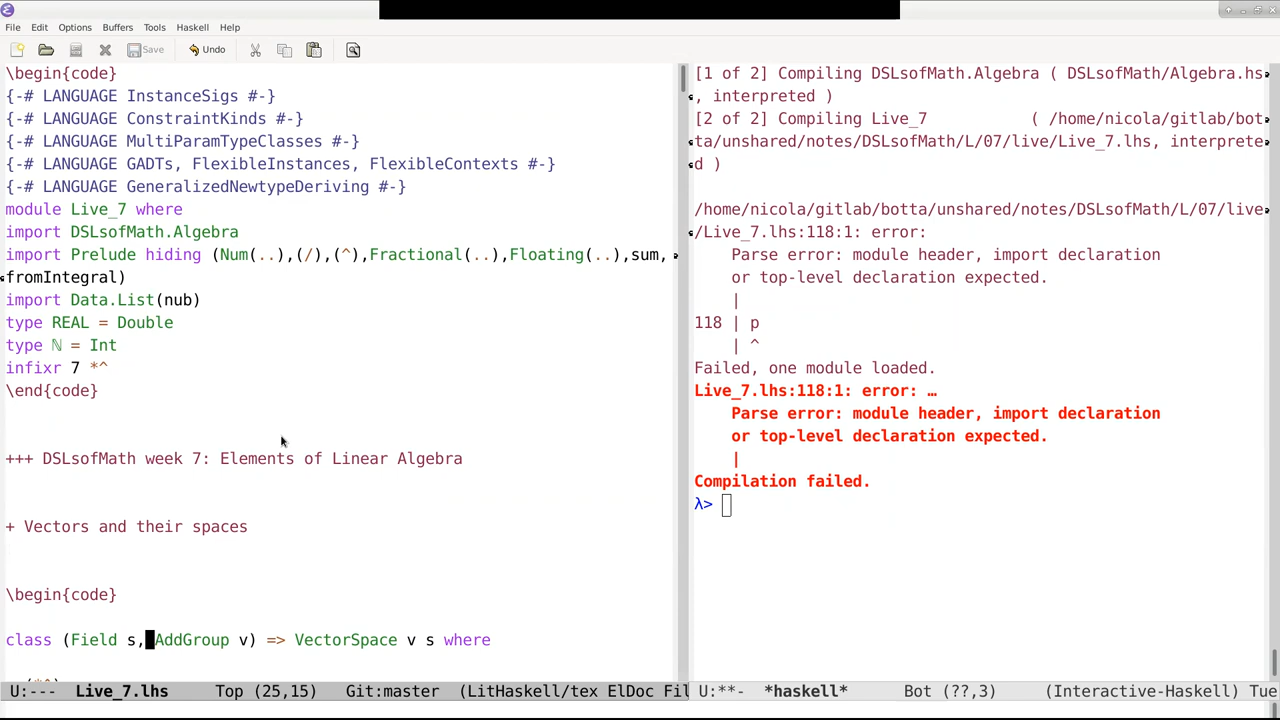 File Edit Options Buffers Tools Haskell Help
Save Undo
\begin{code}
{-# LANGUAGE InstanceSigs #-}
{-# LANGUAGE ConstraintKinds #-}
{-# LANGUAGE MultiParamTypeClasses #-}
{-# LANGUAGE GADTs, FlexibleInstances, FlexibleContexts #-}
{-# LANGUAGE GeneralizedNewtypeDeriving #-}
module Live_7 where
import DSLsofMath.Algebra
import Prelude hiding (Num(..),(/),(^),Fractional(..),Floating(..),sum,
fromIntegral)
import Data.List(nub)
type REAL = Double
type ℕ = Int
infixr 7 *^
\end{code}
+++ DSLsofMath week 7: Elements of Linear Algebra
+ Vectors and their spaces
\begin{code}
class (Field s, AddGroup v) => VectorSpace v s where
U:--- Live_7.lhs Top (25,15) Git:master (LitHaskell/tex ElDoc Fil
[1 of 2] Compiling DSLsofMath.Algebra ( DSLsofMath/Algebra.hs
, interpreted )
[2 of 2] Compiling Live_7 ( /home/nicola/gitlab/bot
ta/unshared/notes/DSLsofMath/L/07/live/Live_7.lhs, interprete
d )
/home/nicola/gitlab/botta/unshared/notes/DSLsofMath/L/07/live
/Live_7.lhs:118:1: error:
Parse error: module header, import declaration
or top-level declaration expected.
|
118 | p
| ^
Failed, one module loaded.
Live_7.lhs:118:1: error: …
Parse error: module header, import declaration
or top-level declaration expected.
|
Compilation failed.
λ>
U:**- *haskell* Bot (??,3) (Interactive-Haskell) Tue